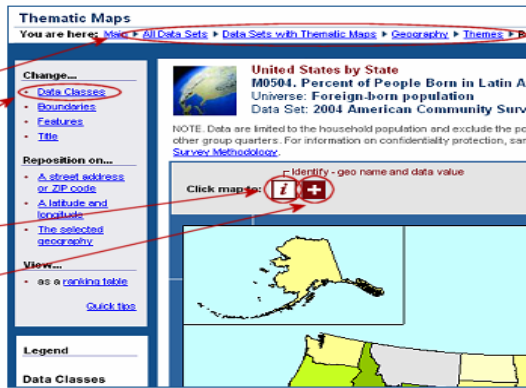 Thematic Maps
You are here: Main ▸ All Data Sets ▸ Data Sets with Thematic Maps ▸ Geography ▸ Themes ▸
Change...
• Data Classes
• Boundaries
• Features
• Title
Reposition on...
• A street address
or ZIP code
• A latitude and
longitude
• The selected
geography
View...
• as a ranking table
Quick tips
Legend
Data Classes
United States by State
M0504. Percent of People Born in Latin A
Universe: Foreign-born population
Data Set: 2004 American Community Surv
NOTE. Data are limited to the household population and exclude the po
other group quarters. For information on confidentiality protection, sam
Survey Methodology.
Identify - geo name and data value
Click map to: i +